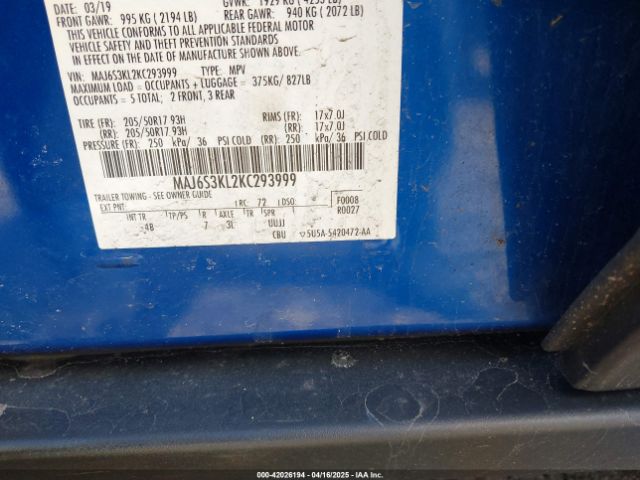 DATE: 03/19 GVWR: 1929 KG ( 4253 LB)
FRONT GAWR: 995 KG ( 2194 LB) REAR GAWR: 940 KG ( 2072 LB)
THIS VEHICLE CONFORMS TO ALL APPLICABLE FEDERAL MOTOR
VEHICLE SAFETY AND THEFT PREVENTION STANDARDS
IN EFFECT ON THE DATE OF MANUFACTURE SHOWN ABOVE.
VIN: MAJ6S3KL2KC293999 TYPE: MPV
MAXIMUM LOAD = OCCUPANTS + LUGGAGE = 375KG/ 827LB
OCCUPANTS = 5 TOTAL; 2 FRONT, 3 REAR
TIRE (FR): 205/50R17 93H RIMS (FR): 17x7.0J
(RR): 205/50R17 93H (RR): 17x7.0J
PRESSURE (FR): 250 kPa/ 36 PSI COLD (RR): 250 kPa/ 36 PSI COLD
MAJ6S3KL2KC293999
TRAILER TOWING - SEE OWNER GUIDE
EXT PNT: RC: 72 DSO: F0008
R0027
INT TR TP/PS R AXLE TR SPR
4B 7 3L UUJJ
CBU 5U5A-5420472-AA
000-42026194 - 04/16/2025 - IAAI.com